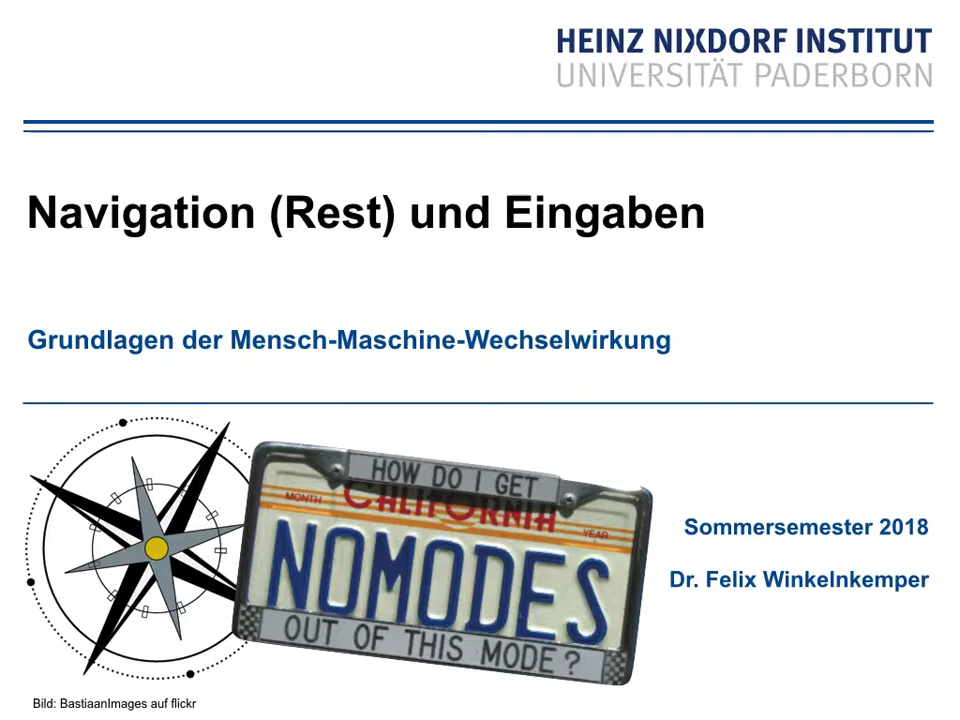 HEINZ NIXDORF INSTITUT
UNIVERSITÄT PADERBORN
Navigation (Rest) und Eingaben
Grundlagen der Mensch-Maschine-Wechselwirkung
HOW DO I GET
MONTH CALIFORNIA YEAR
NOMODES
OUT OF THIS MODE?
Sommersemester 2018
Dr. Felix Winkelnkemper
Bild: BastiaanImages auf flickr